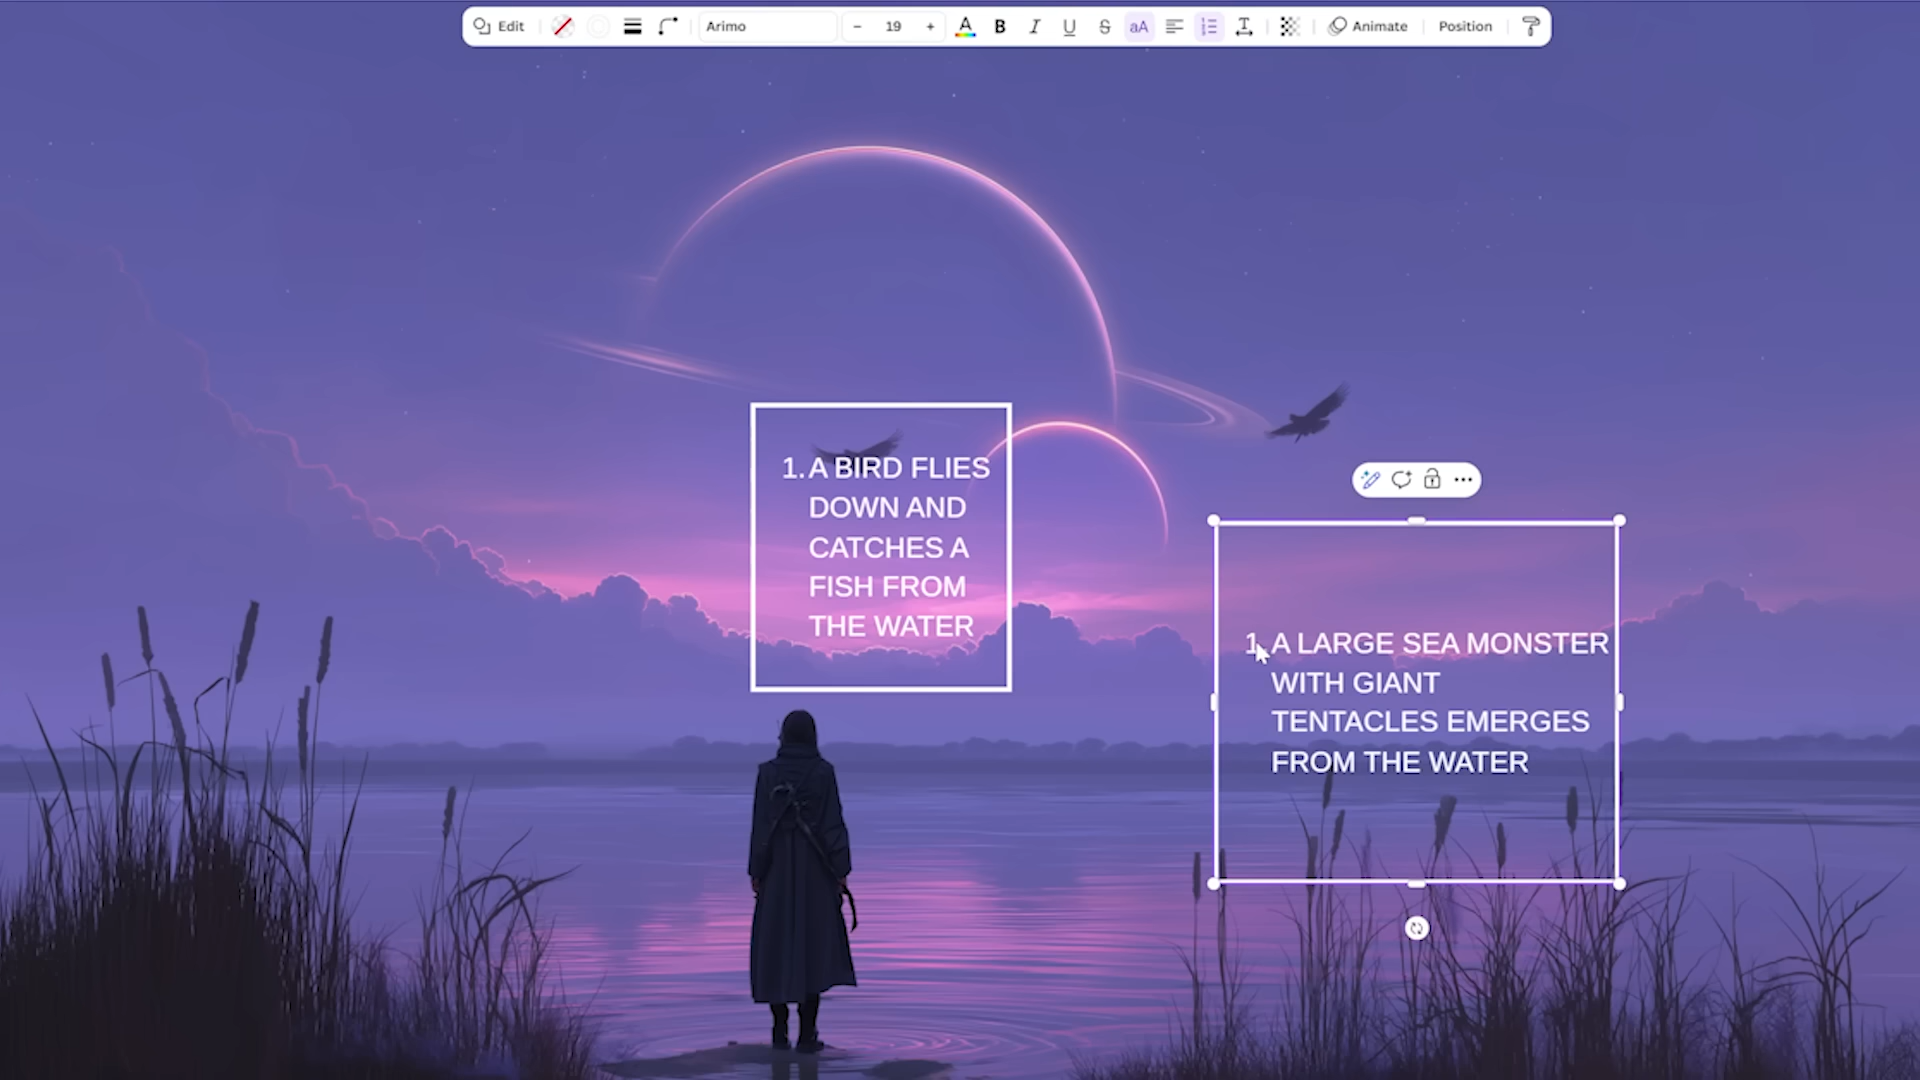 Edit
Arimo
− 19 +
A B I U S aA
Animate
Position
1. A BIRD FLIES
DOWN AND
CATCHES A
FISH FROM
THE WATER
1. A LARGE SEA MONSTER
WITH GIANT
TENTACLES EMERGES
FROM THE WATER